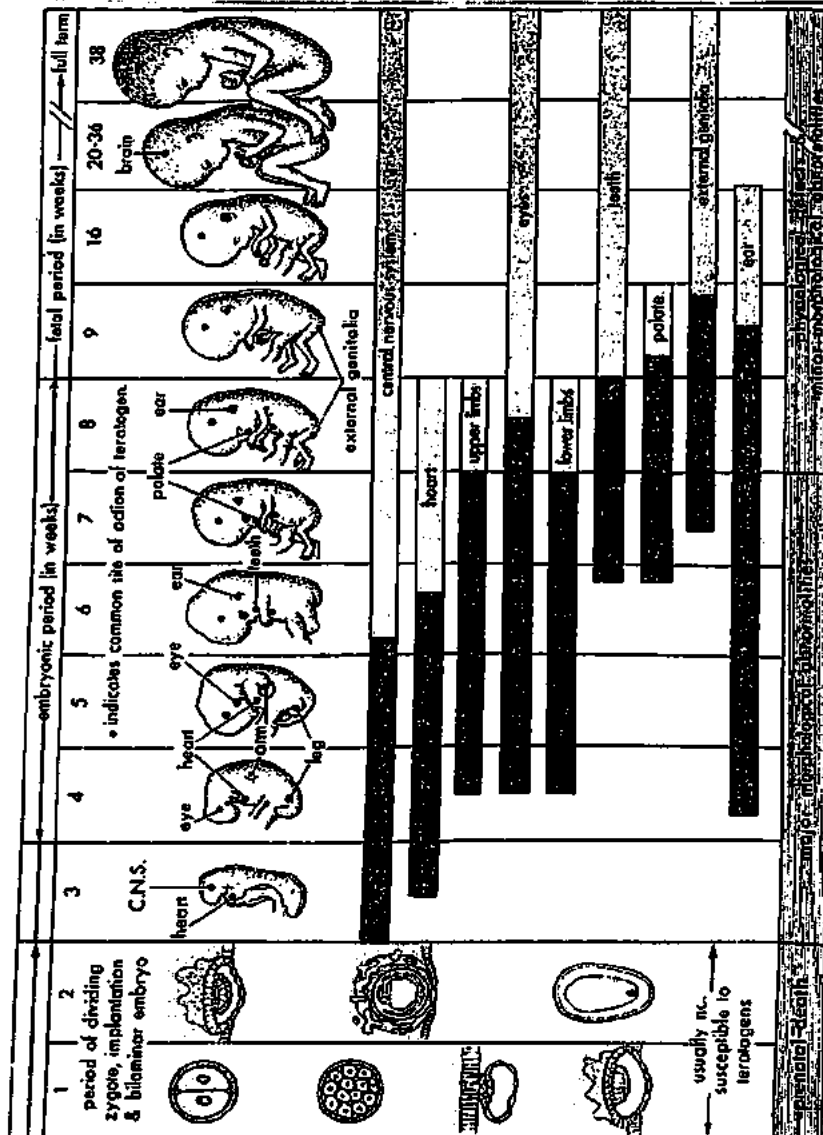 embryonic period (in weeks)
fetal period (in weeks)
full term
1
2
3
4
5
6
7
8
9
16
20-36
38
period of dividing
zygote, implantation
& bilaminar embryo
• indicates common site of action of teratogen.
C.N.S.
heart
eye
heart
arm
leg
eye
ear
teeth
palate
ear
external genitalia
brain
central nervous system
heart
upper limbs
eyes
lower limbs
teeth
palate
external genitalia
ear
usually
susceptible to
teratogens
prenatal death
major morphological abnormalities
physiological defects
minor morphological abnormalities